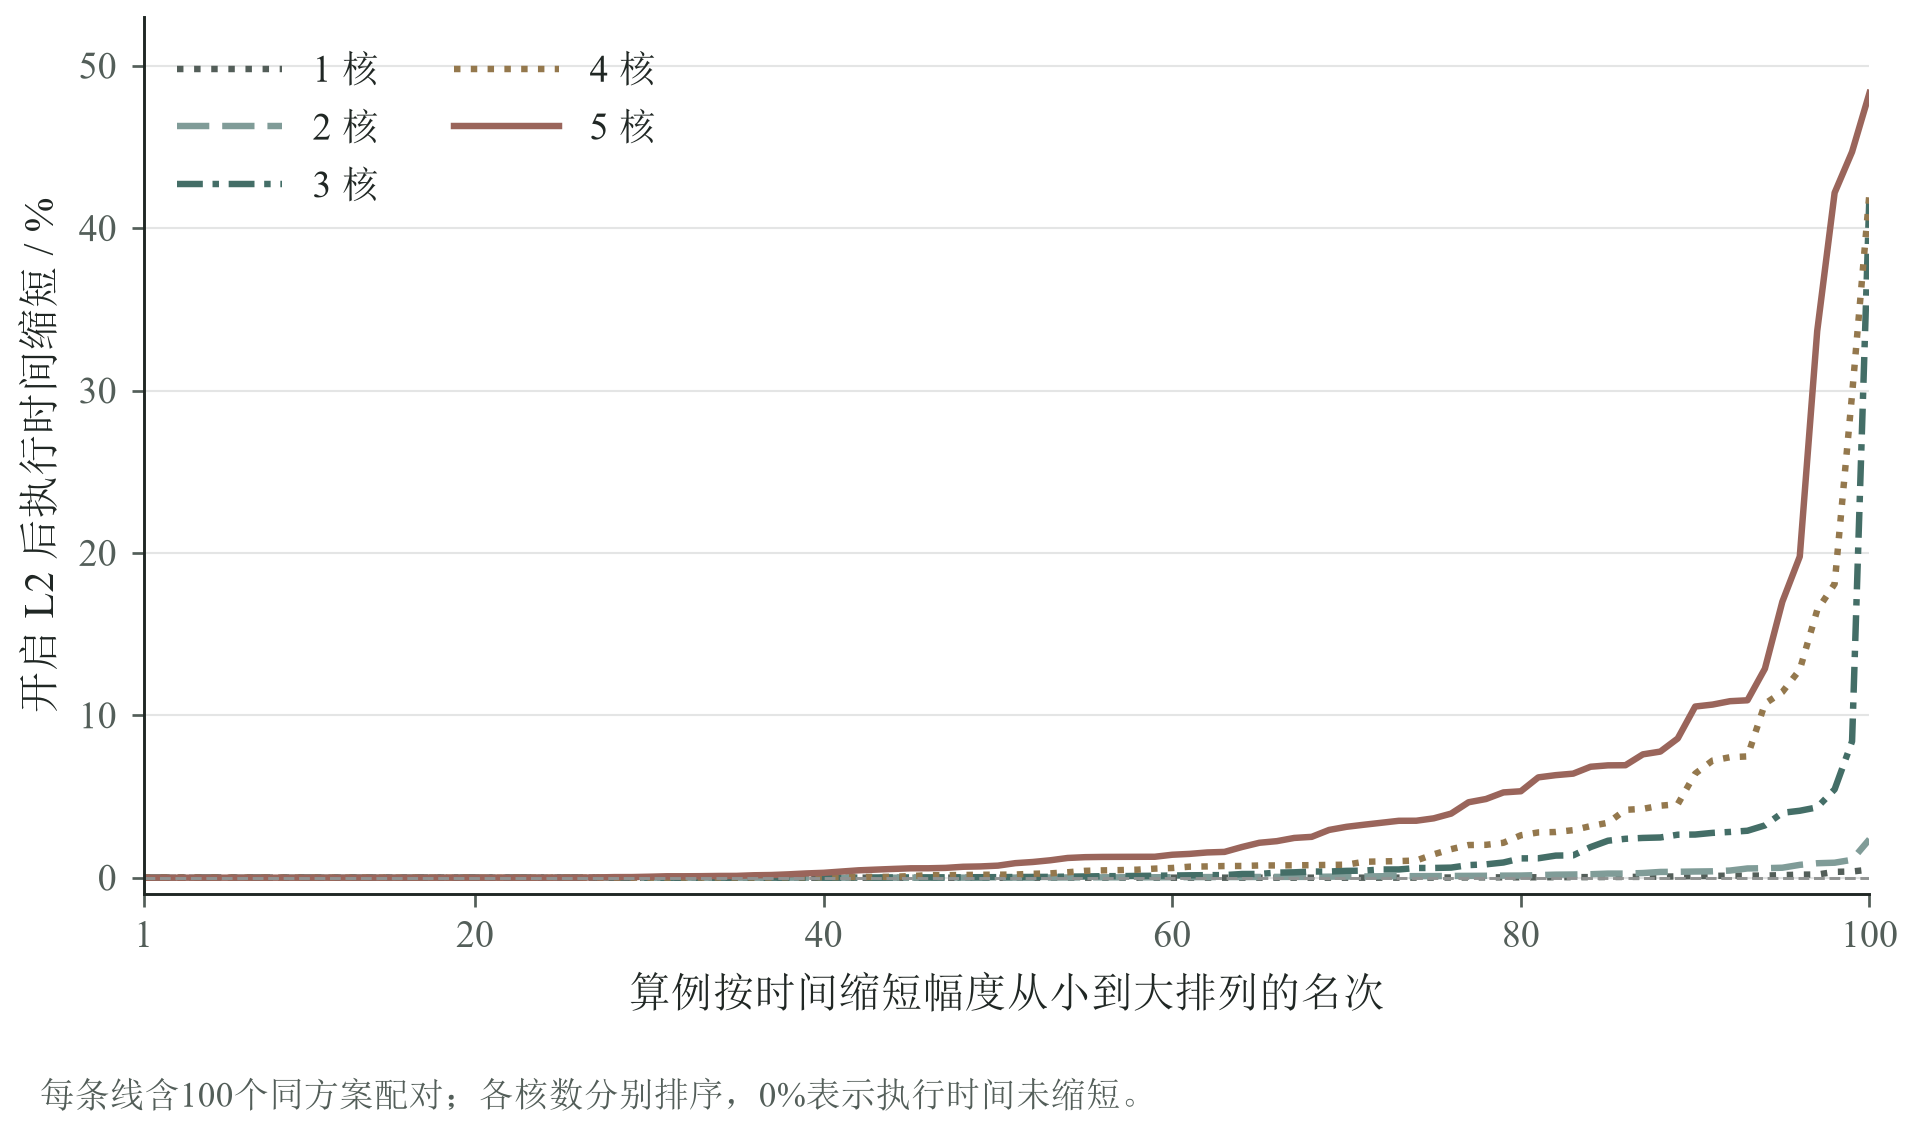 开启 L2 后执行时间缩短 / %
50
40
30
20
10
0
1 核
2 核
3 核
4 核
5 核
1
20
40
60
80
100
算例按时间缩短幅度从小到大排列的名次
每条线含100个同方案配对；各核数分别排序，0%表示执行时间未缩短。